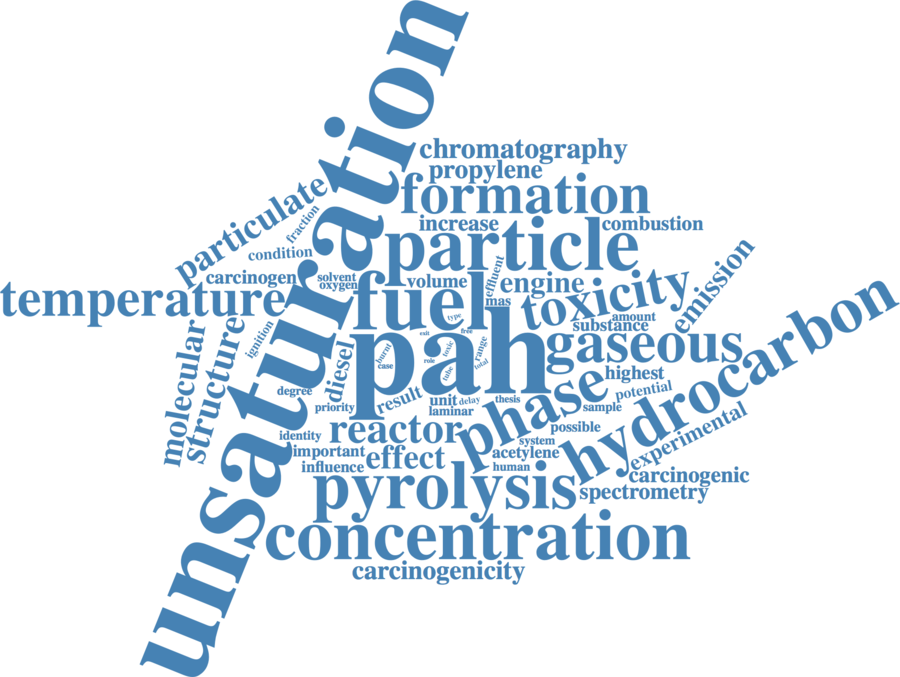 unsaturation
chromatography
propylene
formation
particulate
fraction
increase
combustion
particle
condition
carcinogen
solvent
oxygen
volume
effluent
engine
emission
temperature
fuel
mas
toxicity
amount
substance
type
free
exit
ignition
molecular
structure
diesel
burnt
case
pah
role
toxic
tube
range
total
gaseous
hydrocarbon
highest
potential
degree
priority
result
unit
delay
thesis
laminar
phase
sample
possible
experimental
identity
reactor
system
important
influence
effect
acetylene
human
carcinogenic
spectrometry
pyrolysis
concentration
carcinogenicity